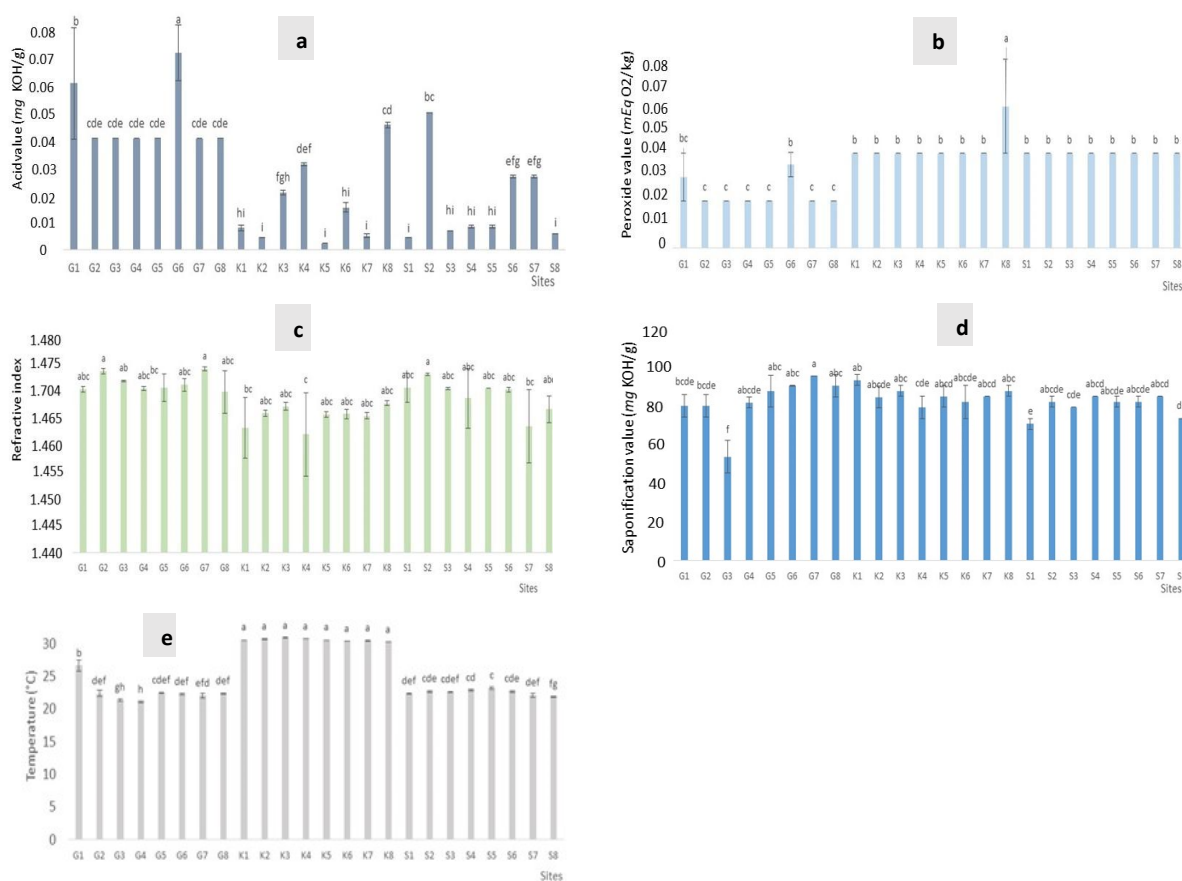 a
Acidvalue (mg KOH/g)
0.08
0.07
0.06
0.05
0.04
0.03
0.02
0.01
0
b cde cde cde cde a cde cde hi i fgh def i hi i cd i bc hi hi hi efg efg i
G1 G2 G3 G4 G5 G6 G7 G8 K1 K2 K3 K4 K5 K6 K7 K8 S1 S2 S3 S4 S5 S6 S7 S8
Sites
b
Peroxide value (mEq O2/kg)
0.08
0.07
0.06
0.05
0.04
0.03
0.02
0.01
0
bc c c c c b c c b b b b b b b a b b b b b b b b
G1 G2 G3 G4 G5 G6 G7 G8 K1 K2 K3 K4 K5 K6 K7 K8 S1 S2 S3 S4 S5 S6 S7 S8
Sites
c
Refractive index
1.480
1.475
1.704
1.465
1.460
1.455
1.450
1.445
1.440
abc a ab abc bc abc a abc bc abc abc c abc abc abc abc abc a abc abc abc abc abc
G1 G2 G3 G4 G5 G6 G7 G8 K1 K2 K3 K4 K5 K6 K7 K8 S1 S2 S3 S4 S5 S6 S7 S8
Sites
d
Saponification value (mg KOH/g)
120
100
80
60
40
20
0
bcde bcde f abcde abc abc a abc ab abcde abc cde abcde abcde abcd abc e abcde cde abcd abcde abcde abcd d
G1 G2 G3 G4 G5 G6 G7 G8 K1 K2 K3 K4 K5 K6 K7 K8 S1 S2 S3 S4 S5 S6 S7 S
Sites
e
Temperature (°C)
30
25
20
15
10
5
0
b def gh h cdef def efd def a a a a a a a a def cde def cd c cde def fg
G1 G2 G3 G4 G5 G6 G7 G8 K1 K2 K3 K4 K5 K6 K7 K8 S1 S2 S3 S4 S5 S6 S7 S8
Sites